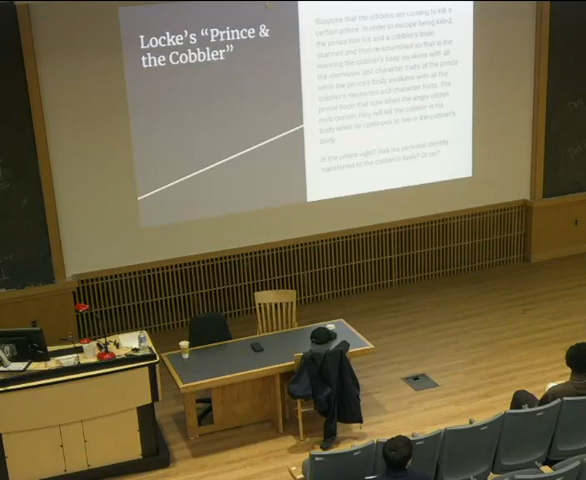 Locke's "Prince &
the Cobbler"
Suppose that the citizens are coming to kill a
certain prince. In order to escape being killed,
the prince has his and a cobbler's brain
scanned and then re-assembled so that in the
morning the cobbler's body awakens with all
the memories and character traits of the prince
while the prince's body awakens with all the
cobbler's memories and character traits. The
prince hopes that now when the angry citizen
mob comes, they will kill the cobbler in his
body when he continues to live in the cobbler's
body.
Is the prince right? Has his personal identity
transferred to the cobbler's body? Or no?